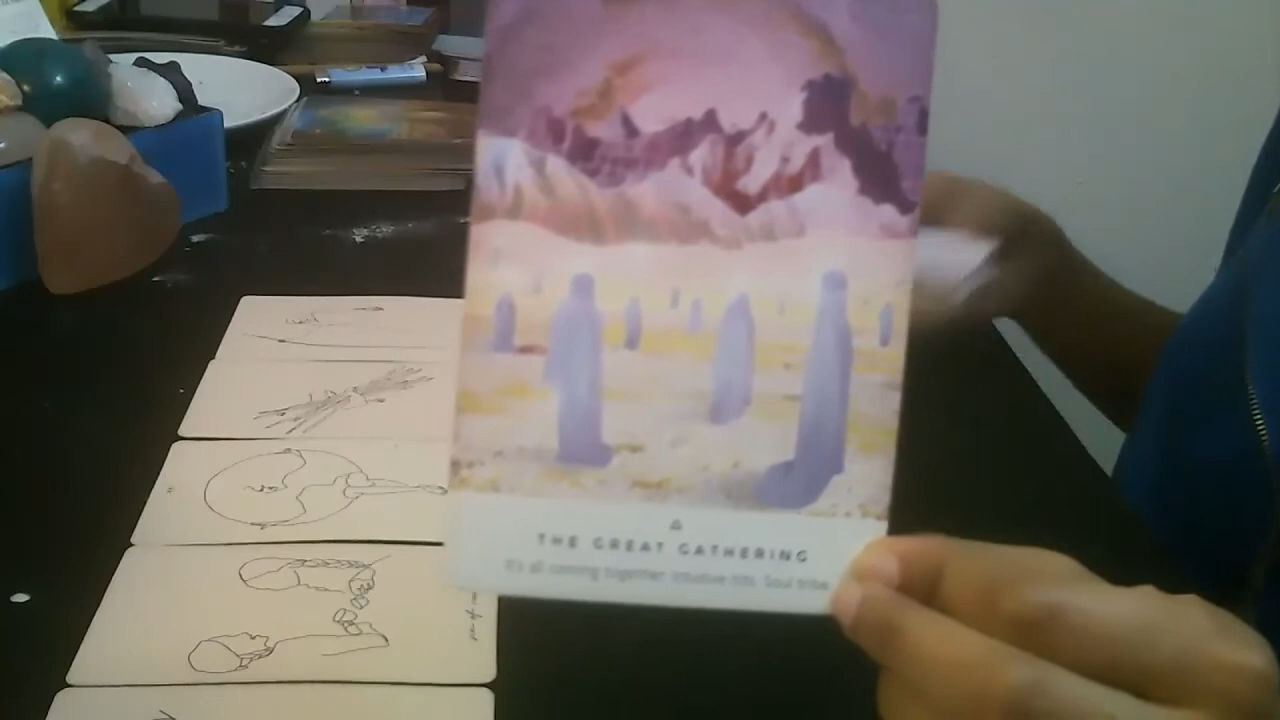 THE GREAT GATHERING
It's all coming together. Intuitive hits. Soul tribe.